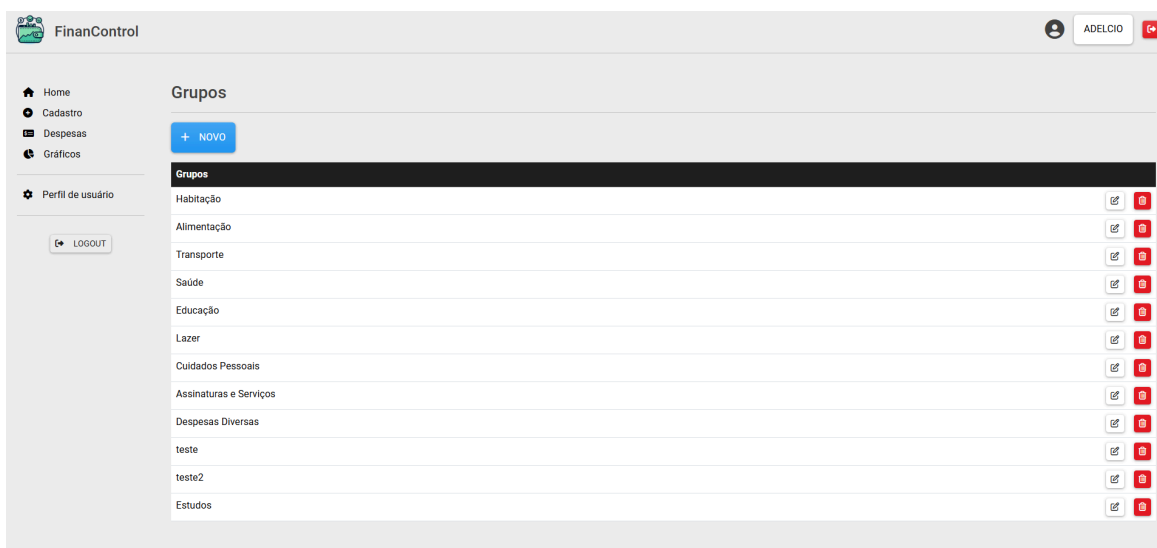 FinanControl
ADELCIO
Home
Cadastro
Despesas
Gráficos
Perfil de usuário
LOGOUT
Grupos
+ NOVO
Grupos
Habitação
Alimentação
Transporte
Saúde
Educação
Lazer
Cuidados Pessoais
Assinaturas e Serviços
Despesas Diversas
teste
teste2
Estudos